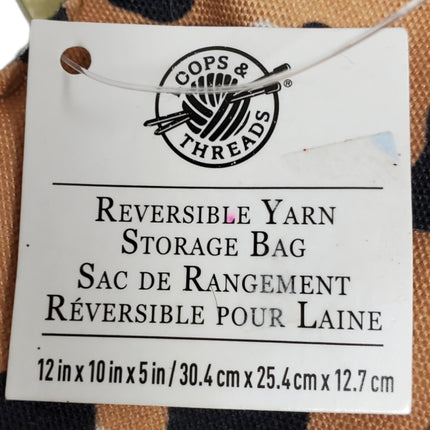 COPS &
THREADS®
REVERSIBLE YARN
STORAGE BAG
SAC DE RANGEMENT
RÉVERSIBLE POUR LAINE
12 in x 10 in x 5 in / 30.4 cm x 25.4 cm x 12.7 cm